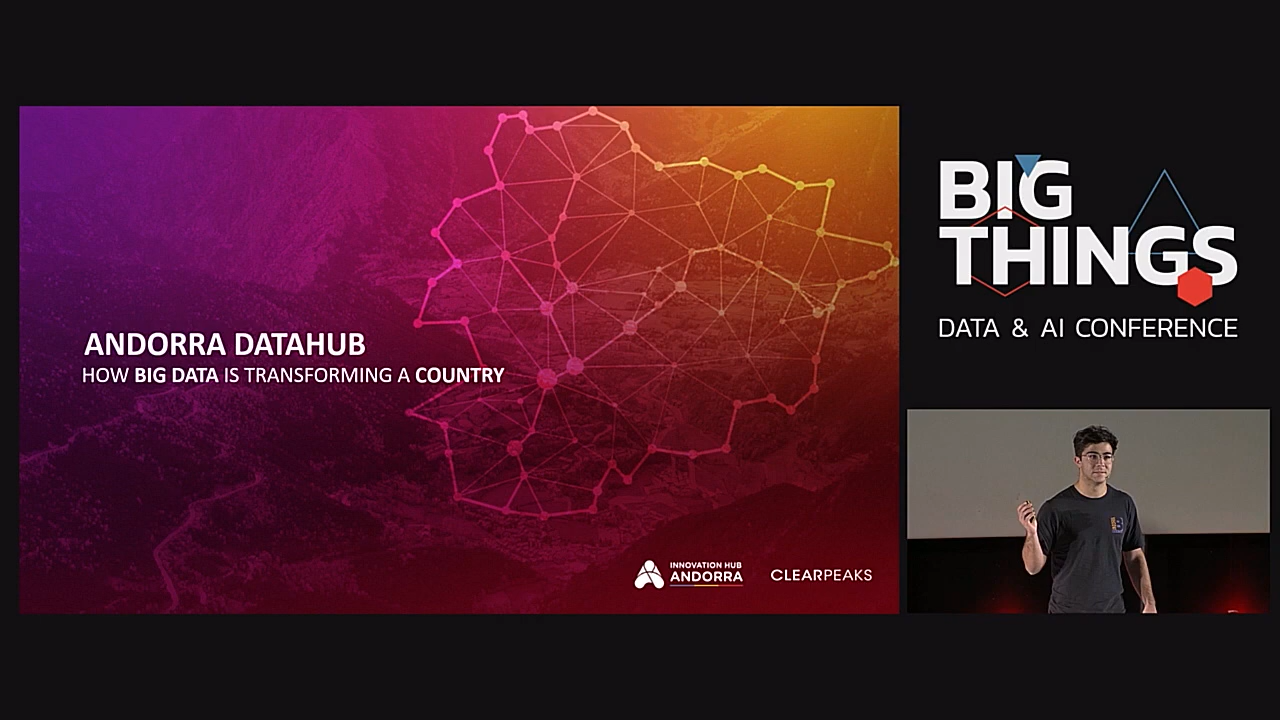 ANDORRA DATAHUB
HOW BIG DATA IS TRANSFORMING A COUNTRY
INNOVATION HUB
ANDORRA
CLEARPEAKS
BIG
THINGS
DATA & AI CONFERENCE